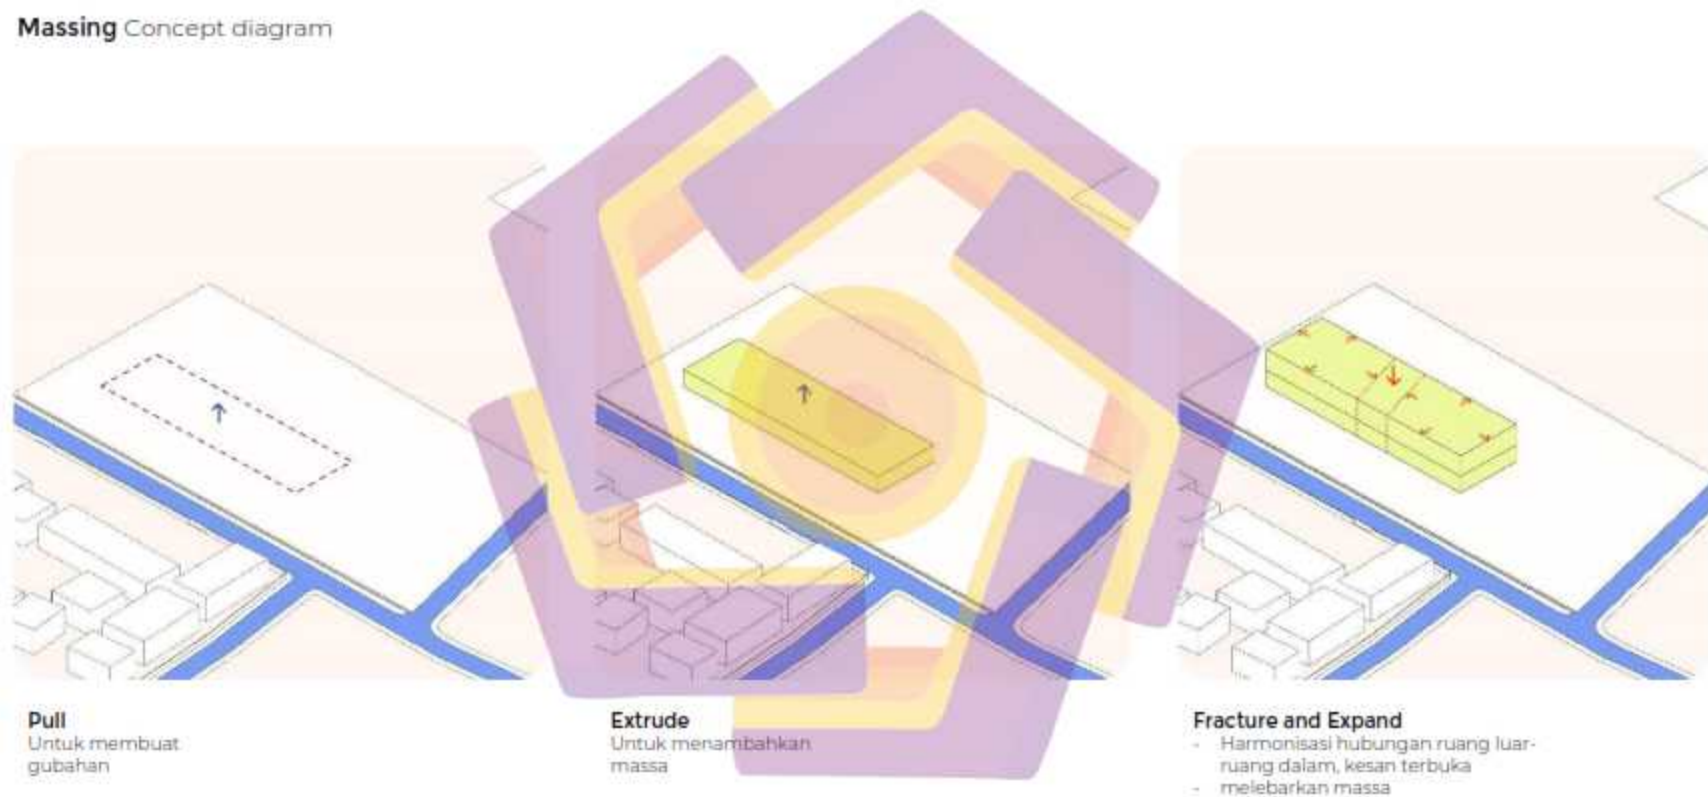 Massing Concept diagram
Pull
Untuk membuat
gubahan
Extrude
Untuk menambahkan
massa
Fracture and Expand
- Harmonisasi hubungan ruang luar-
ruang dalam, kesan terbuka
- melebarkan massa